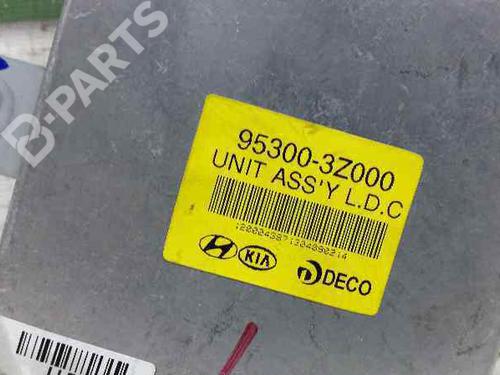 B-PARTS
95300-3Z000
UNIT ASS'Y L.D.C
KIA
DECO